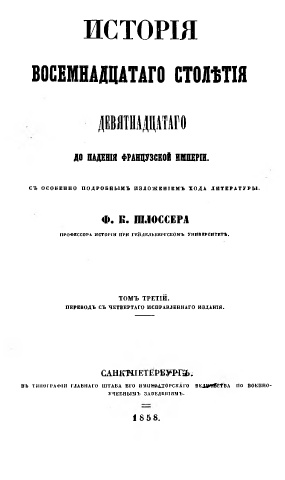 ИСТОРІЯ
ВОСЕМНАДЦАТАГО СТОЛѢТІЯ
ДЕВЯТНАДЦАТАГО
ДО ПАДЕНІЯ ФРАНЦУЗСКОЙ ИМПЕРІИ.
СЪ ОСОБЕННО ПОДРОБНЫМЪ ИЗЛОЖЕНІЕМЪ ХОДА ЛИТЕРАТУРЫ.
Ф. К. ШЛОССЕРА
ПРОФЕССОРА ИСТОРІИ ПРИ ГЕЙДЕЛЬБЕРГСКОМЪ УНИВЕРСИТЕТѢ.
ТОМЪ ТРЕТІЙ.
ПЕРЕВОДЪ СЪ ЧЕТВЕРТАГО ИСПРАВЛЕННАГО ИЗДАНІЯ.
САНКТПЕТЕРБУРГЪ.
ВЪ ТИПОГРАФІИ ГЛАВНАГО ШТАБА ЕГО ИМПЕРАТОРСКАГО ВЕЛИЧЕСТВА ПО ВОЕННО-
УЧЕБНЫМЪ ЗАВЕДЕНІЯМЪ.
1858.